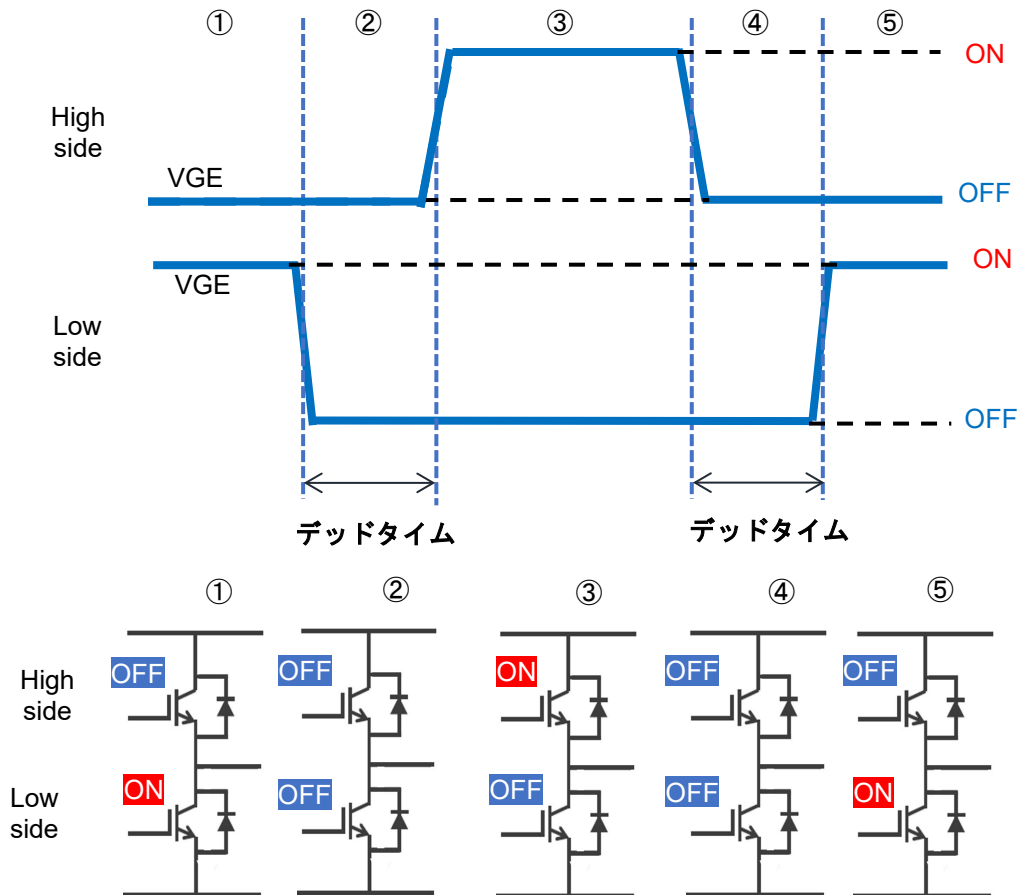 ① ② ③ ④ ⑤
ON
High
side
VGE
OFF
ON
VGE
Low
side
OFF
デッドタイム デッドタイム
① ② ③ ④ ⑤
OFF OFF ON OFF OFF
High
side
ON OFF OFF OFF ON
Low
side